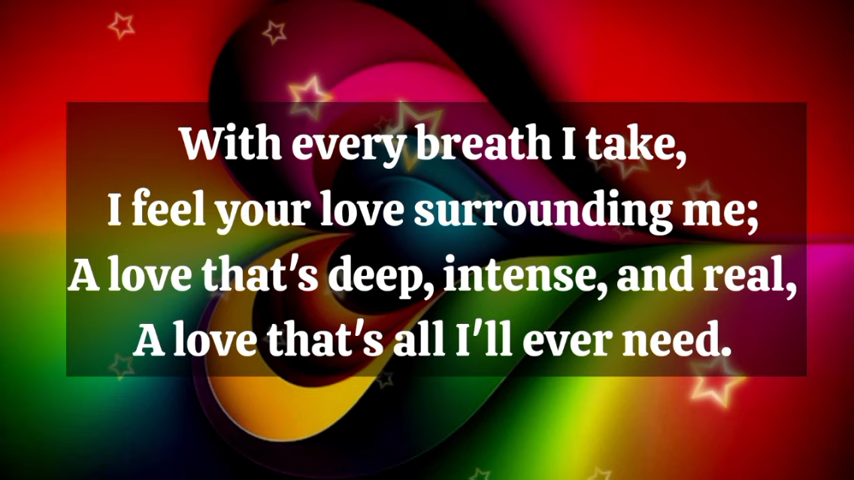 With every breath I take,
I feel your love surrounding me;
A love that's deep, intense, and real,
A love that's all I'll ever need.